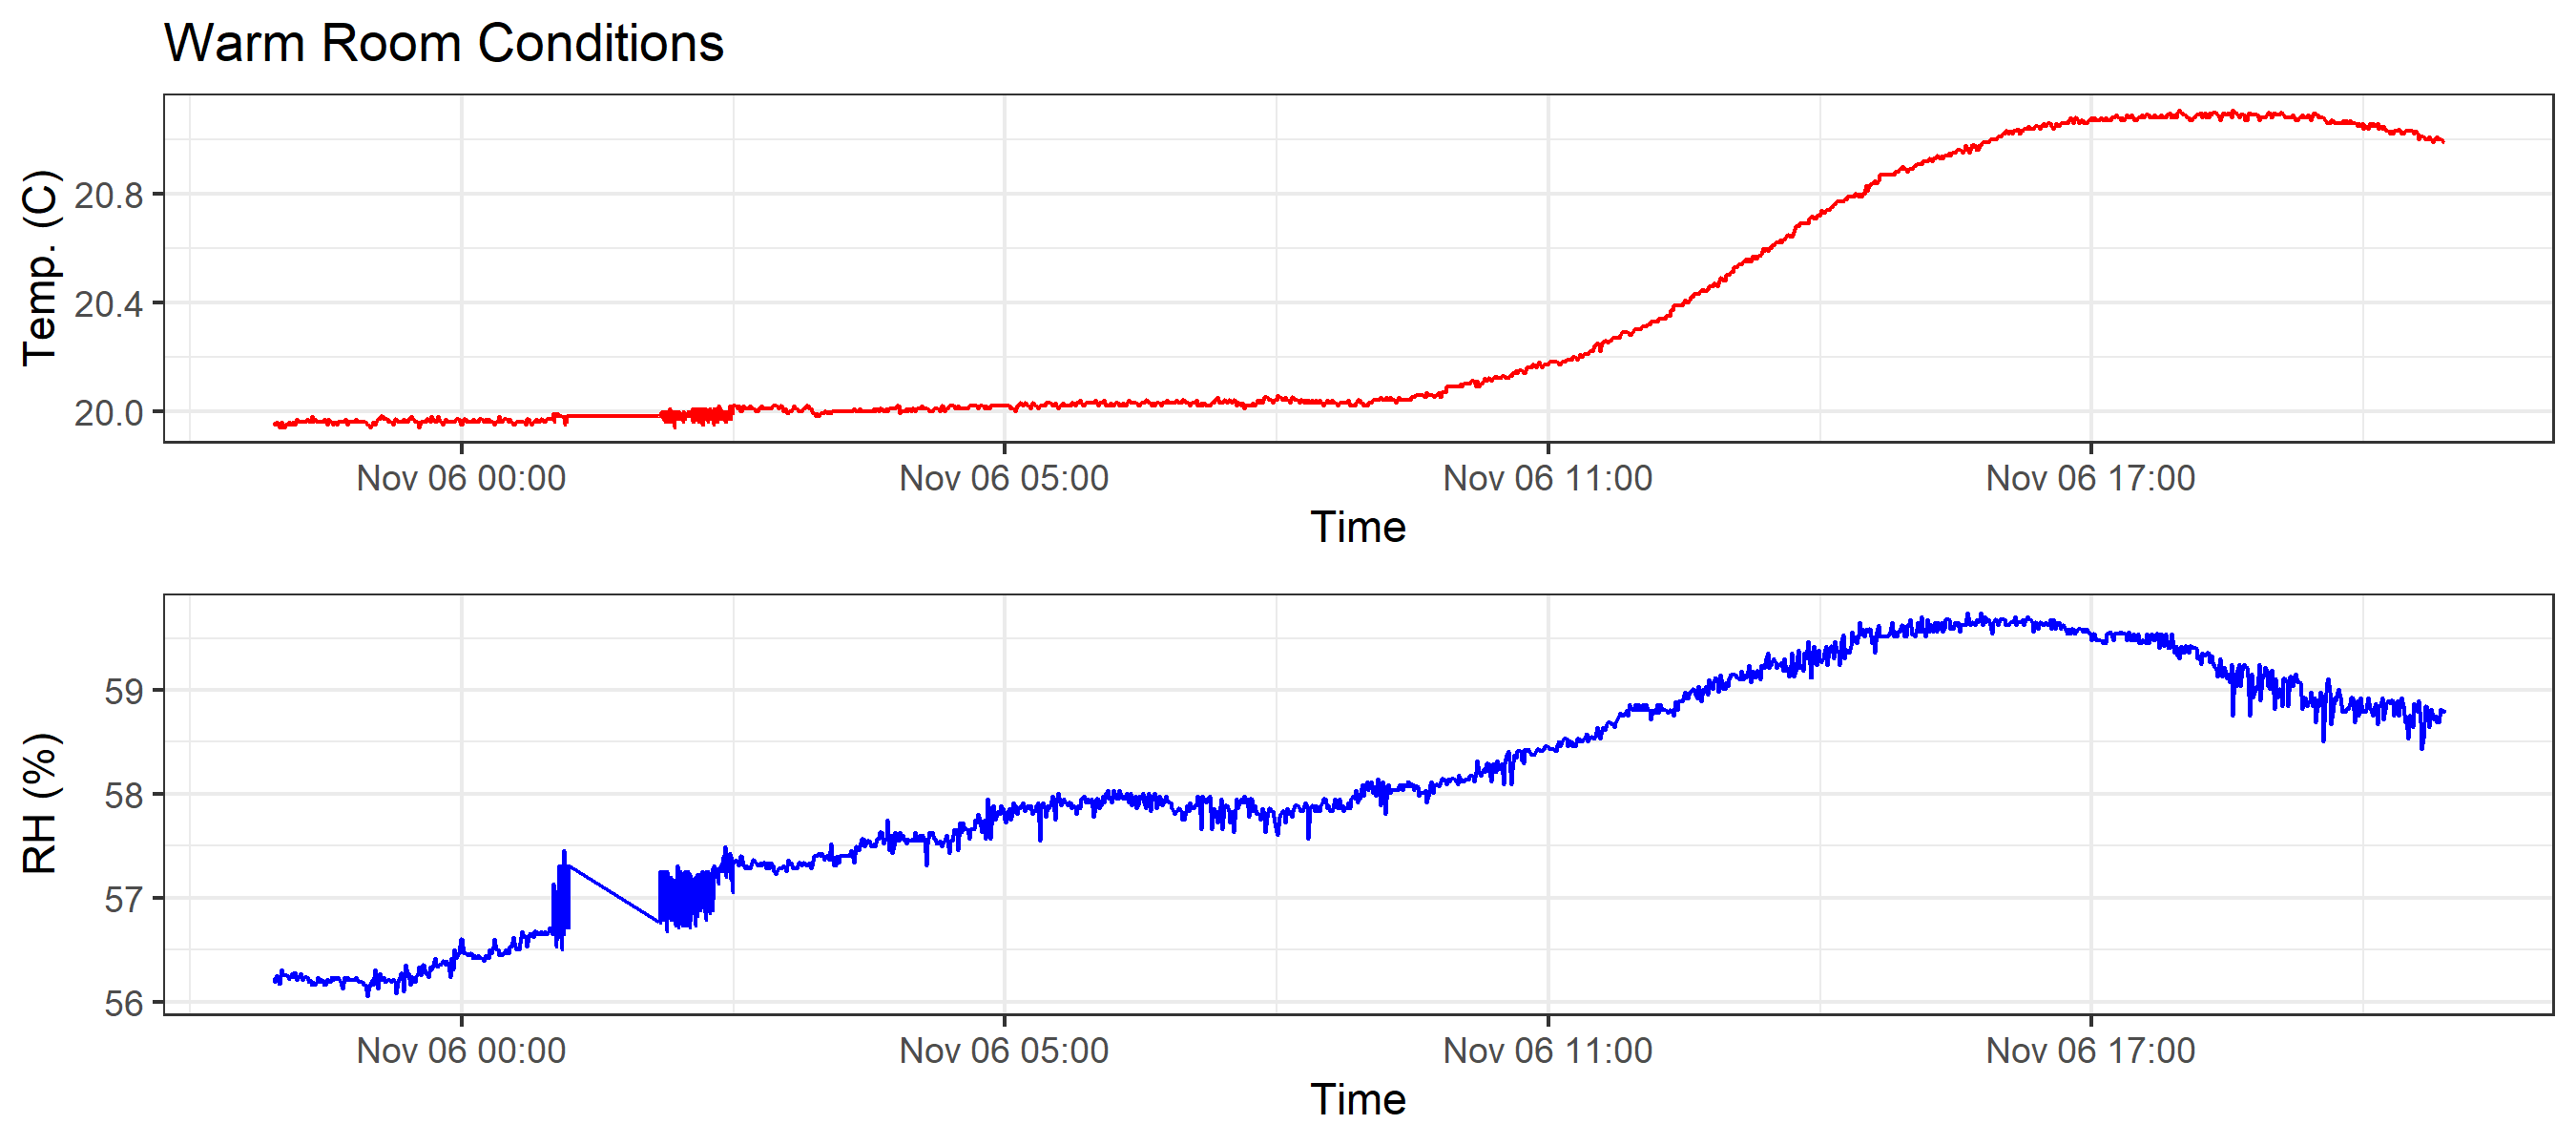 Warm Room Conditions
Temp. (C)
20.8
20.4
20.0
Nov 06 00:00 Nov 06 05:00 Nov 06 11:00 Nov 06 17:00
Time
RH (%)
59
58
57
56
Nov 06 00:00 Nov 06 05:00 Nov 06 11:00 Nov 06 17:00
Time